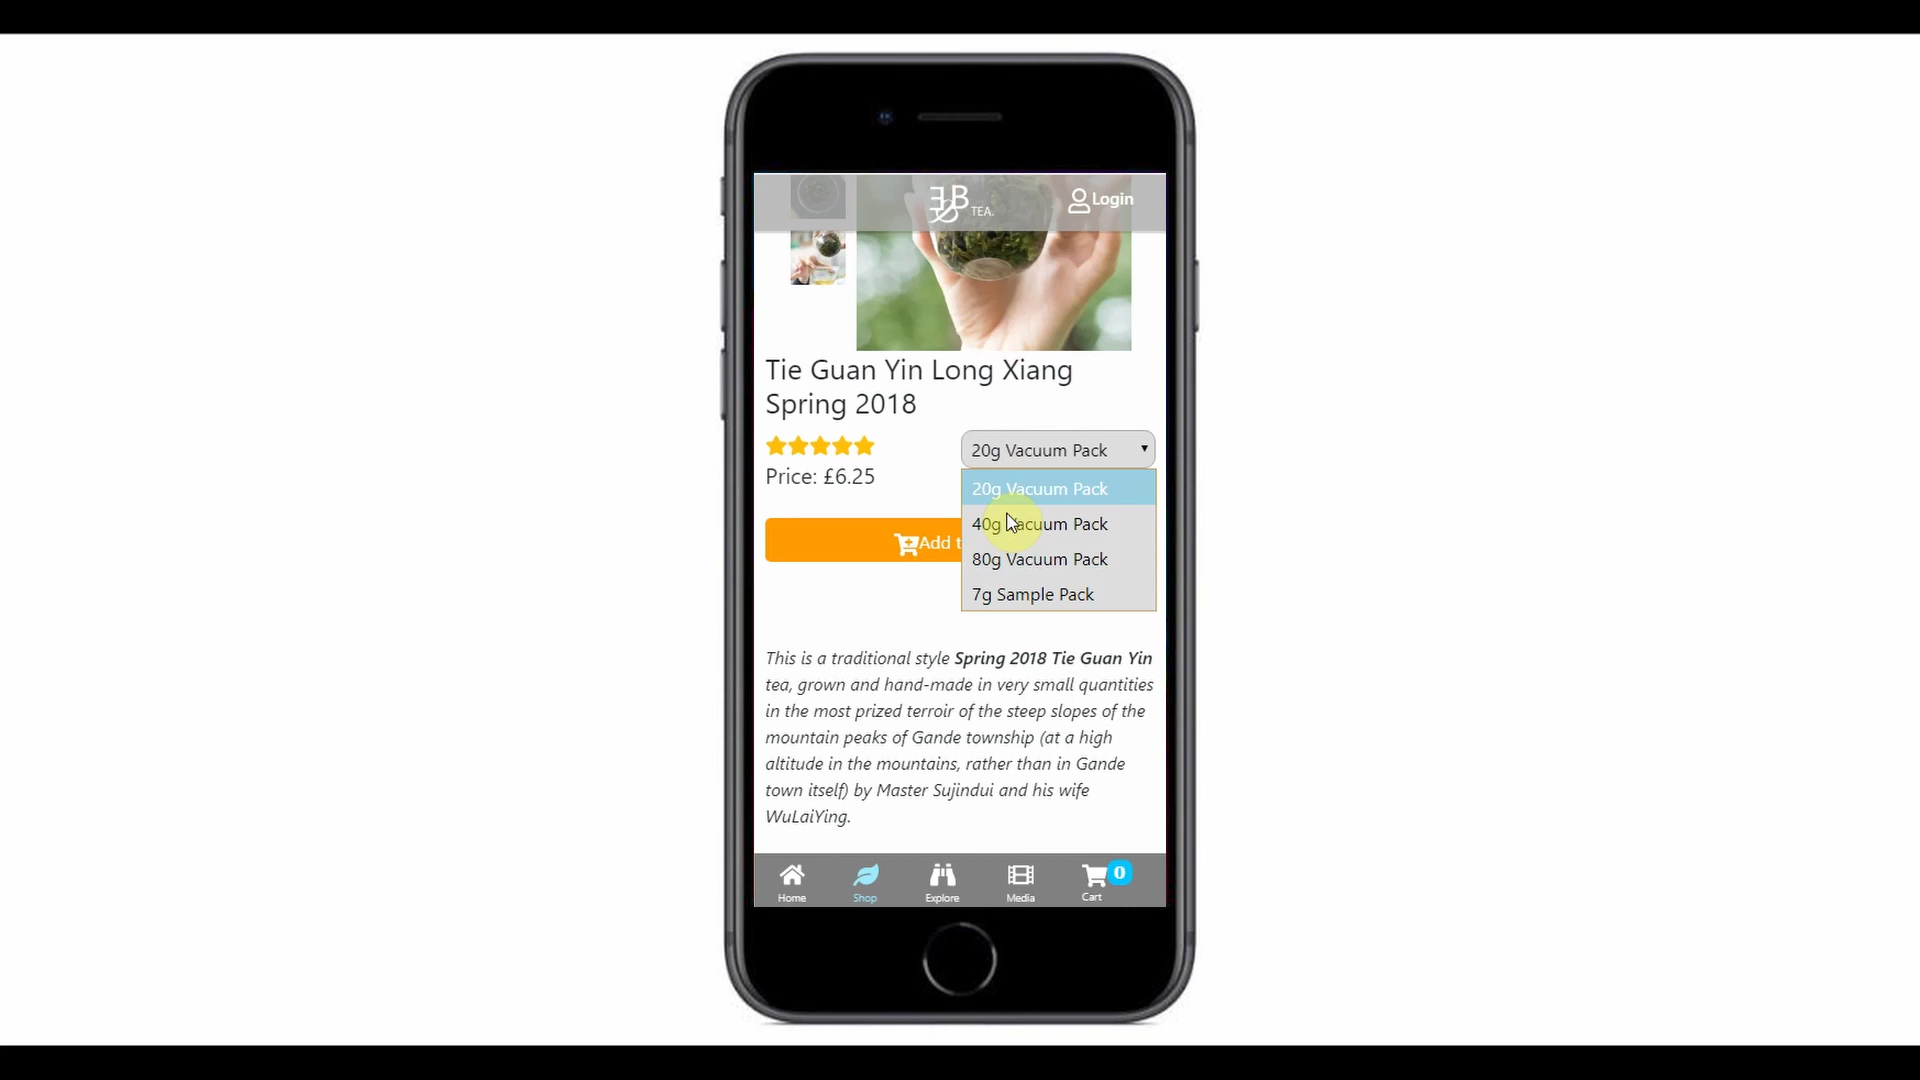 B
TEA.
Login
Tie Guan Yin Long Xiang
Spring 2018
20g Vacuum Pack
Price: £6.25
20g Vacuum Pack
40g Vacuum Pack
Add t
80g Vacuum Pack
7g Sample Pack
This is a traditional style Spring 2018 Tie Guan Yin
tea, grown and hand-made in very small quantities
in the most prized terroir of the steep slopes of the
mountain peaks of Gande township (at a high
altitude in the mountains, rather than in Gande
town itself) by Master Sujindui and his wife
WuLaiYing.
0
Home
Shop
Explore
Media
Cart